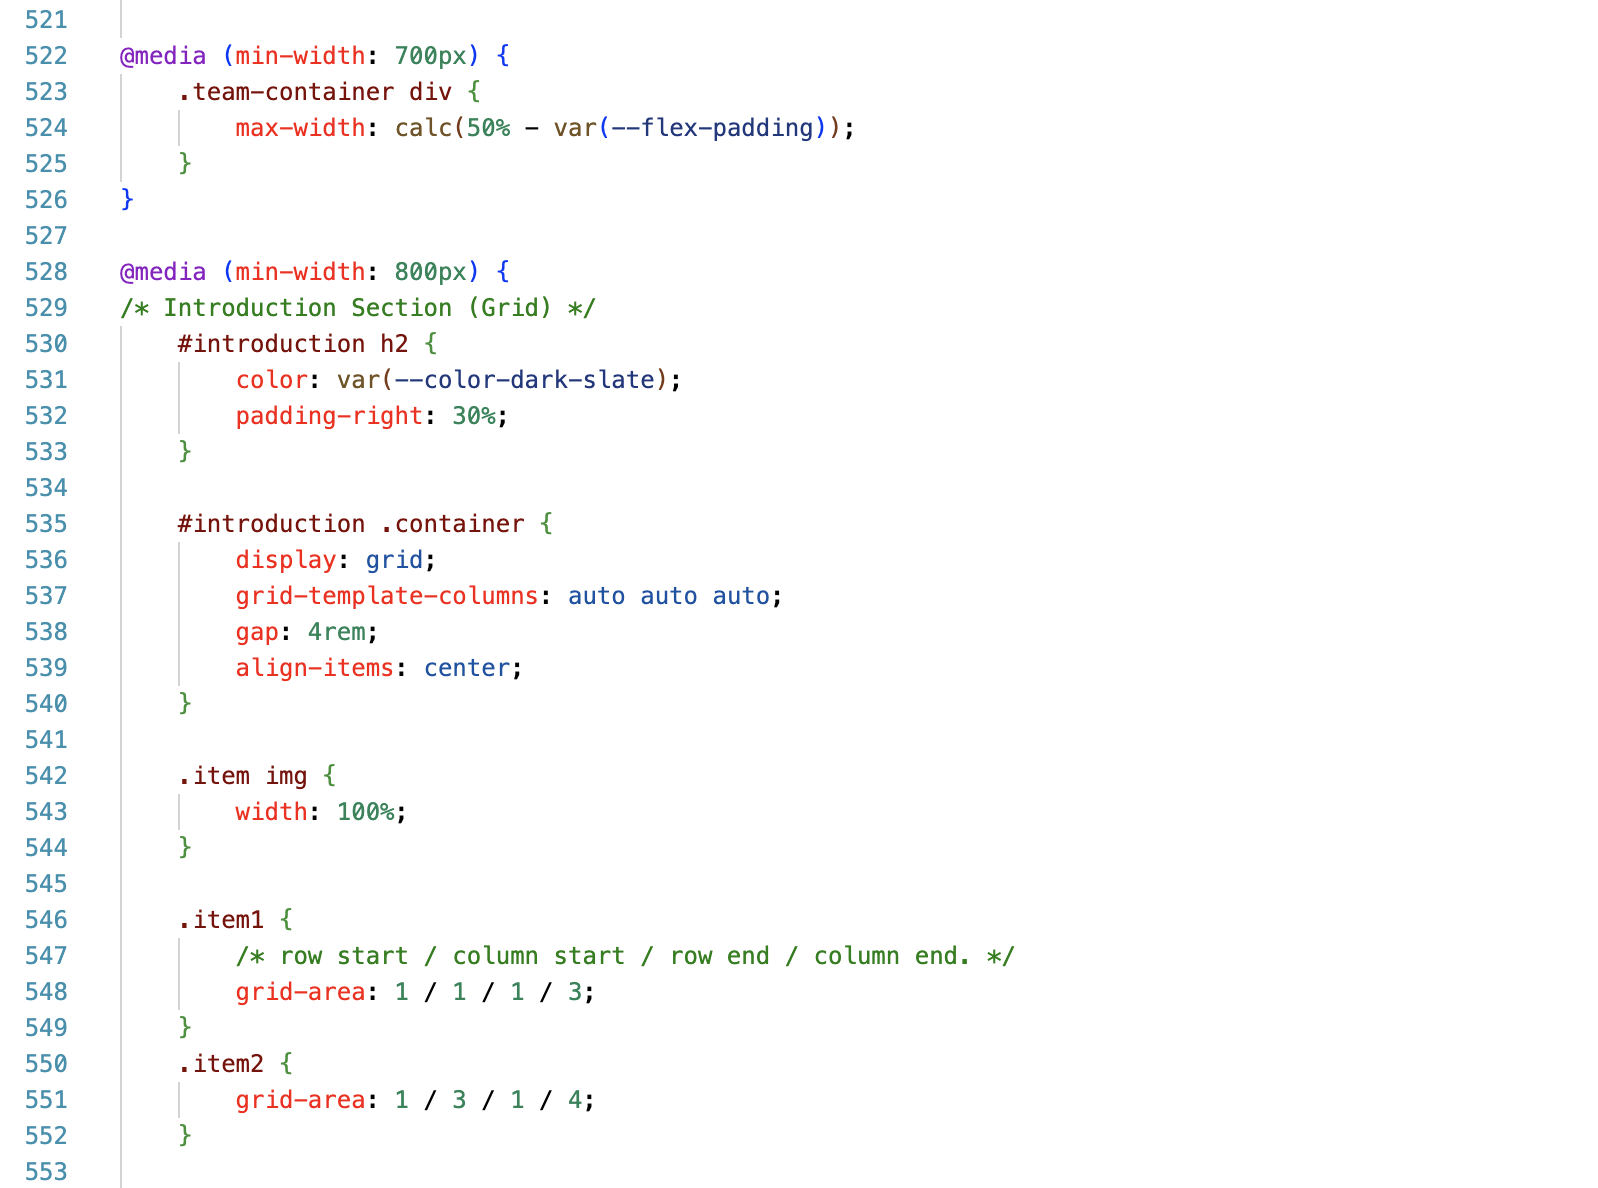 521
522 @media (min-width: 700px) {
523 .team-container div {
524 max-width: calc(50% - var(--flex-padding));
525 }
526 }
527
528 @media (min-width: 800px) {
529 /* Introduction Section (Grid) */
530 #introduction h2 {
531 color: var(--color-dark-slate);
532 padding-right: 30%;
533 }
534
535 #introduction .container {
536 display: grid;
537 grid-template-columns: auto auto auto;
538 gap: 4rem;
539 align-items: center;
540 }
541
542 .item img {
543 width: 100%;
544 }
545
546 .item1 {
547 /* row start / column start / row end / column end. */
548 grid-area: 1 / 1 / 1 / 3;
549 }
550 .item2 {
551 grid-area: 1 / 3 / 1 / 4;
552 }
553